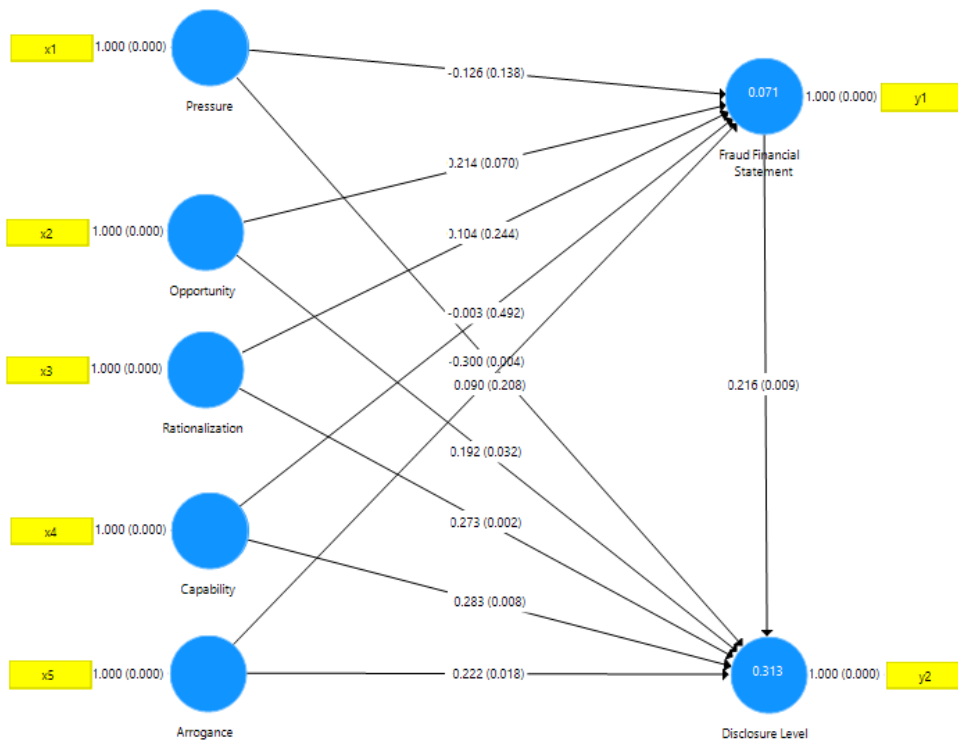 x1 1.000 (0.000)
Pressure
-0.126 (0.138)
0.071
1.000 (0.000) y1
Fraud Financial
Statement
0.214 (0.070)
x2 1.000 (0.000)
0.104 (0.244)
Opportunity
-0.003 (0.492)
-0.300 (0.004)
x3 1.000 (0.000)
0.090 (0.208)
0.216 (0.009)
Rationalization
0.192 (0.032)
0.273 (0.002)
x4 1.000 (0.000)
Capability
0.283 (0.008)
x5 1.000 (0.000)
0.222 (0.018)
0.313
1.000 (0.000) y2
Arrogance
Disclosure Level